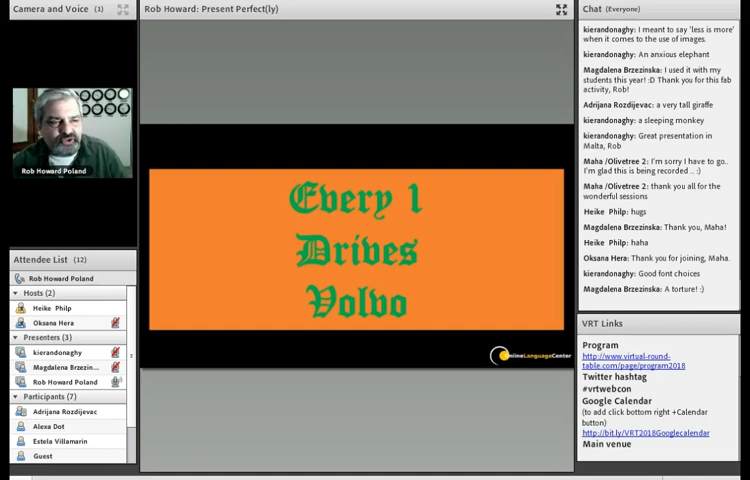 Camera and Voice (1)
Rob Howard Poland
Attendee List (12)
Rob Howard Poland
Hosts (2)
Heike Philp
Oksana Hera
Presenters (3)
kierandonaghy
Magdalena Brzezin...
Rob Howard Poland
Participants (7)
Adrijana Rozdijevac
Alexa Dot
Estela Villamarin
Guest
Rob Howard: Present Perfect(ly)
Every 1
Drives
Volvo
OnlineLanguageCenter
Chat (Everyone)
kierandonaghy: I meant to say 'less is more'
when it comes to the use of images.
kierandonaghy: An anxious elephant
Magdalena Brzezinska: I used it with my
students this year! :D Thank you for this fab
activity, Rob!
Adrijana Rozdijevac: a very tall giraffe
kierandonaghy: a sleeping monkey
kierandonaghy: Great presentation in
Malta, Rob
Maha /Olivetree 2: I'm sorry I have to go..
I'm glad this is being recorded .. :)
Maha /Olivetree 2: thank you all for the
wonderful sessions
Heike Philp: hugs
Magdalena Brzezinska: Thank you, Maha!
Heike Philp: haha
Oksana Hera: Thank you for joining, Maha.
kierandonaghy: Good font choices
Magdalena Brzezinska: A torture! :)
VRT Links
Program
http://www.virtual-round-
table.com/page/program2018
Twitter hashtag
#vrtwebcon
Google Calendar
(to add click bottom right +Calendar
button)
http://bit.ly/VRT2018Googlecalendar
Main venue